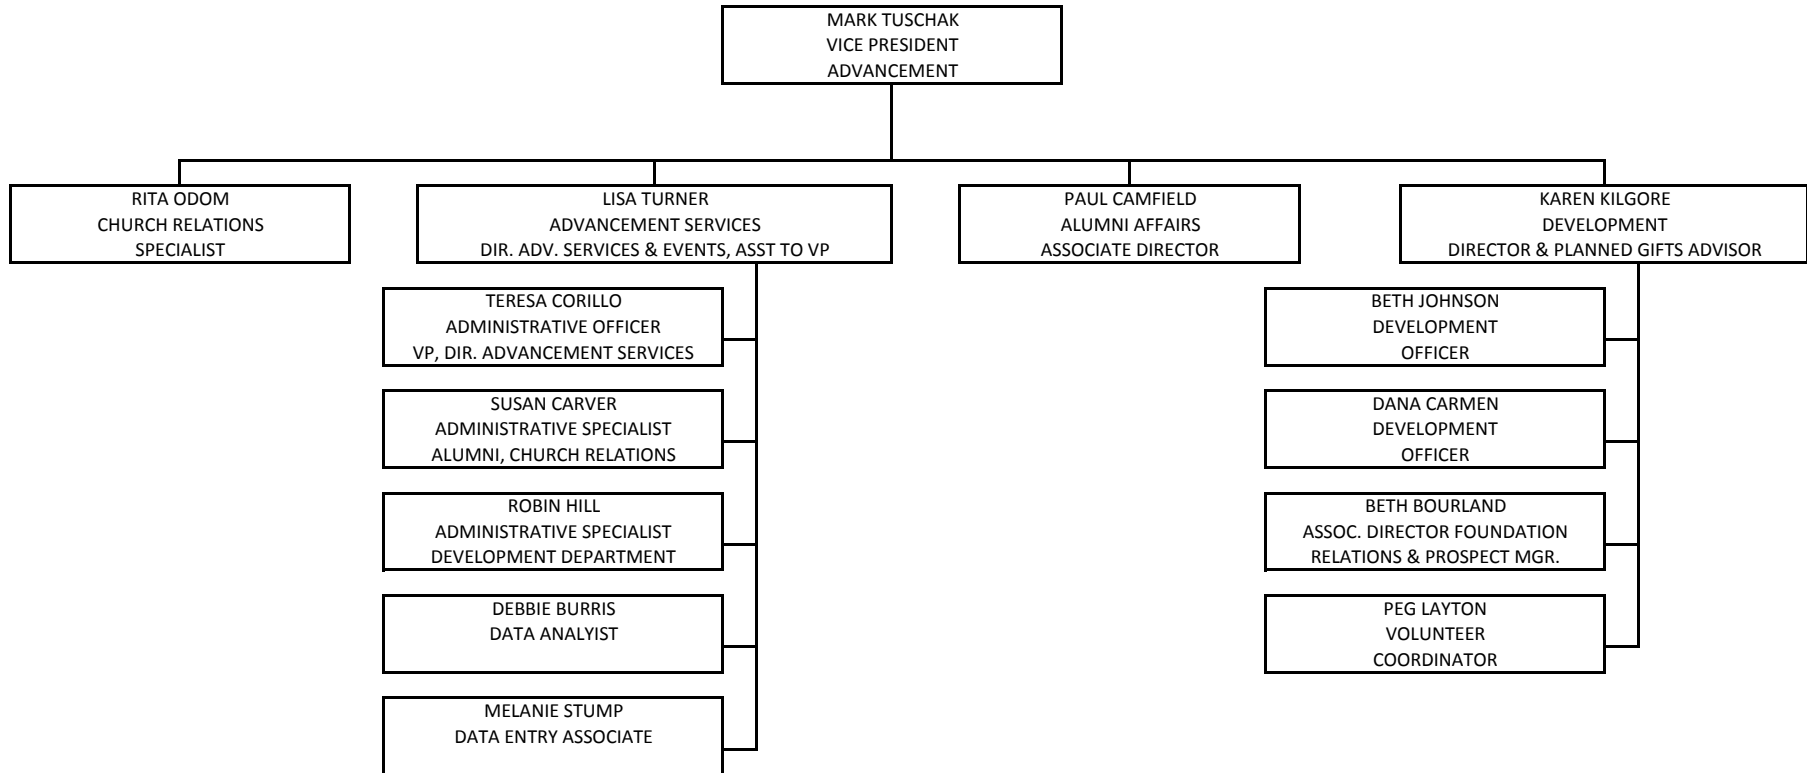 MARK TUSCHAK
VICE PRESIDENT
ADVANCEMENT
RITA ODOM
CHURCH RELATIONS
SPECIALIST
LISA TURNER
ADVANCEMENT SERVICES
DIR. ADV. SERVICES & EVENTS, ASST TO VP
PAUL CAMFIELD
ALUMNI AFFAIRS
ASSOCIATE DIRECTOR
KAREN KILGORE
DEVELOPMENT
DIRECTOR & PLANNED GIFTS ADVISOR
TERESA CORILLO
ADMINISTRATIVE OFFICER
VP, DIR. ADVANCEMENT SERVICES
SUSAN CARVER
ADMINISTRATIVE SPECIALIST
ALUMNI, CHURCH RELATIONS
ROBIN HILL
ADMINISTRATIVE SPECIALIST
DEVELOPMENT DEPARTMENT
DEBBIE BURRIS
DATA ANALYIST
MELANIE STUMP
DATA ENTRY ASSOCIATE
BETH JOHNSON
DEVELOPMENT
OFFICER
DANA CARMEN
DEVELOPMENT
OFFICER
BETH BOURLAND
ASSOC. DIRECTOR FOUNDATION
RELATIONS & PROSPECT MGR.
PEG LAYTON
VOLUNTEER
COORDINATOR